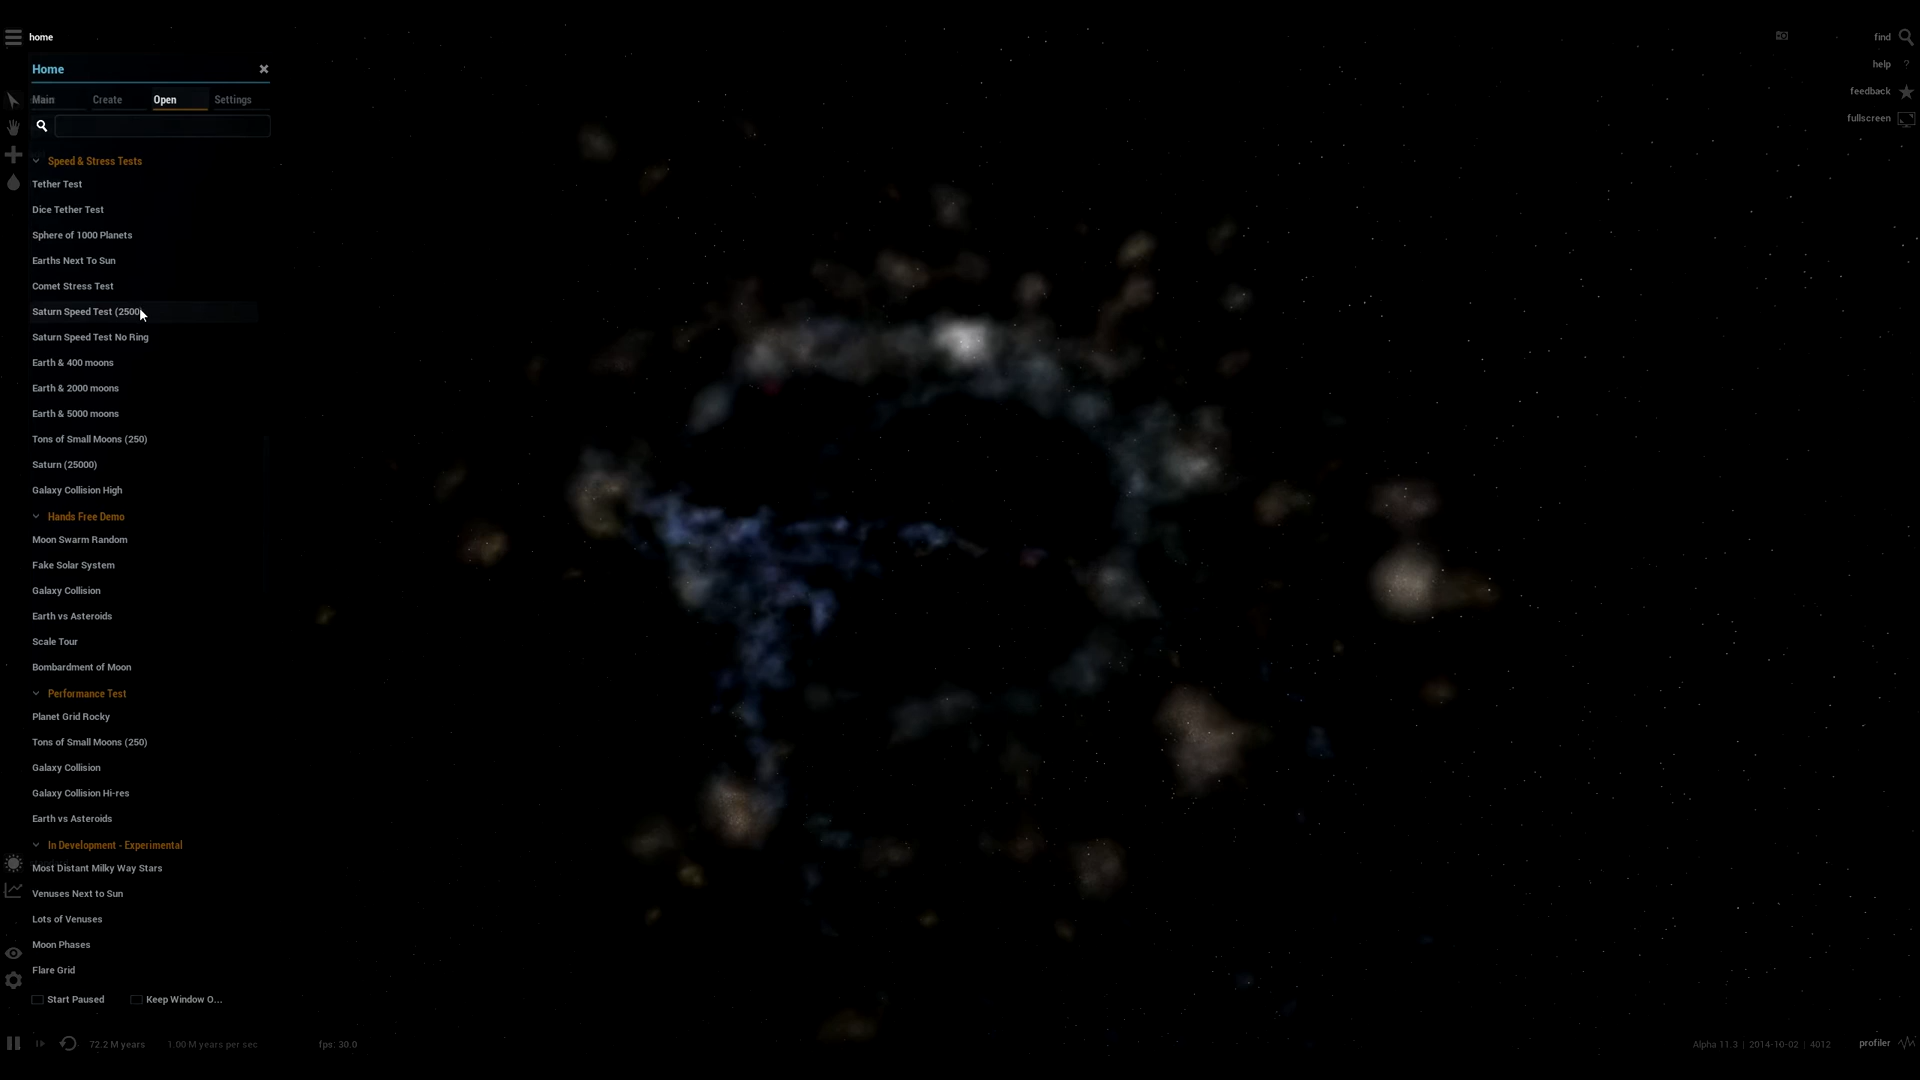 home
find
Home
help
feedback
fullscreen
Main
Create
Open
Settings
Speed & Stress Tests
Tether Test
Dice Tether Test
Sphere of 1000 Planets
Earths Next To Sun
Comet Stress Test
Saturn Speed Test (2500)
Saturn Speed Test No Ring
Earth & 400 moons
Earth & 2000 moons
Earth & 5000 moons
Tons of Small Moons (250)
Saturn (25000)
Galaxy Collision High
Hands Free Demo
Moon Swarm Random
Fake Solar System
Galaxy Collision
Earth vs Asteroids
Scale Tour
Bombardment of Moon
Performance Test
Planet Grid Rocky
Tons of Small Moons (250)
Galaxy Collision
Galaxy Collision Hi-res
Earth vs Asteroids
In Development - Experimental
Most Distant Milky Way Stars
Venuses Next to Sun
Lots of Venuses
Moon Phases
Flare Grid
Start Paused
Keep Window O...
72.2 M years
1.00 M years per sec
fps: 30.0
Alpha 11.3 | 2014-10-02 | 4012
profiler